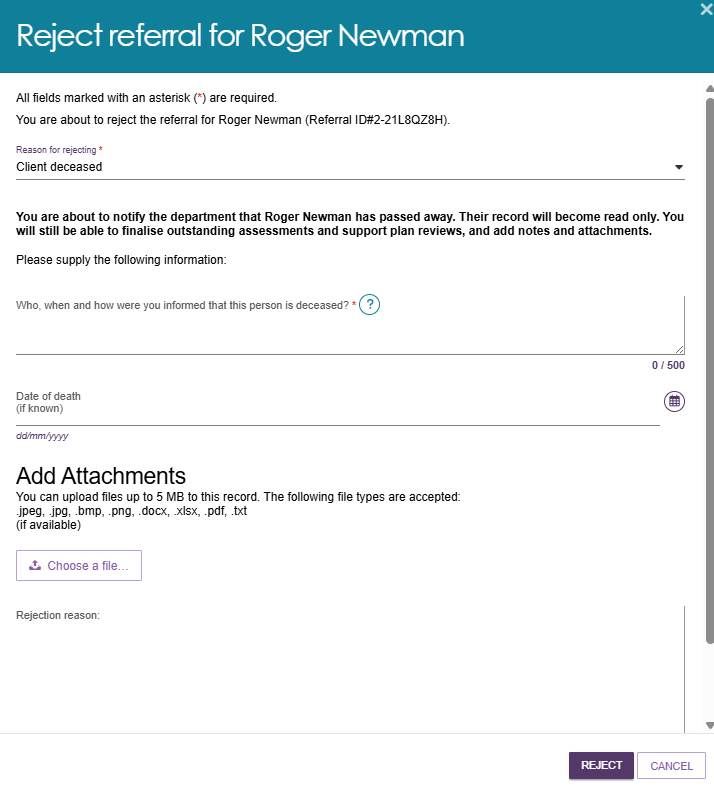 Reject referral for Roger Newman
All fields marked with an asterisk (*) are required.
You are about to reject the referral for Roger Newman (Referral ID#2-21L8QZ8H).
Reason for rejecting *
Client deceased
You are about to notify the department that Roger Newman has passed away. Their record will become read only. You
will still be able to finalise outstanding assessments and support plan reviews, and add notes and attachments.
Please supply the following information:
Who, when and how were you informed that this person is deceased? * ?
0 / 500
Date of death
(if known)
dd/mm/yyyy
Add Attachments
You can upload files up to 5 MB to this record. The following file types are accepted:
.jpeg, .jpg, .bmp, .png, .docx, .xlsx, .pdf, .txt
(if available)
Choose a file...
Rejection reason:
REJECT CANCEL